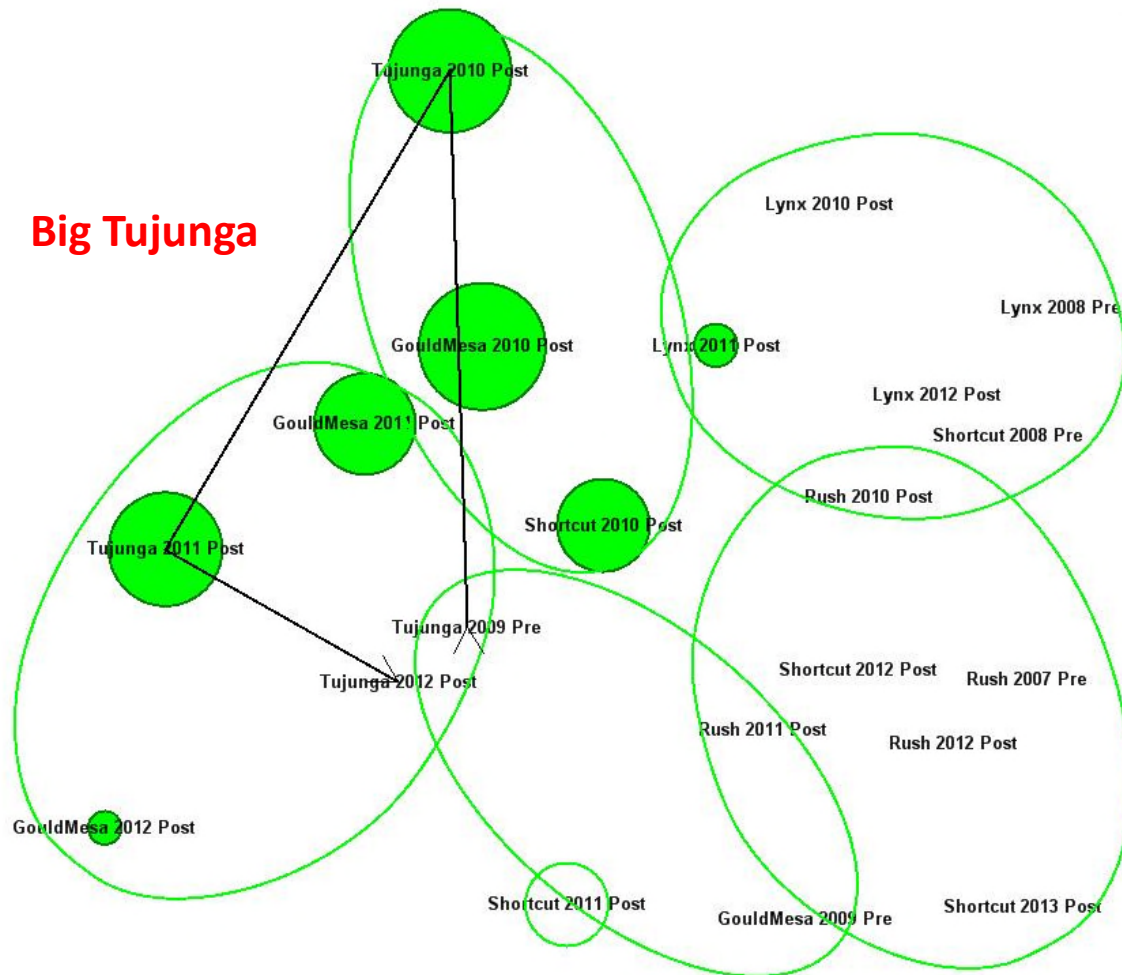 Tujunga 2010 Post
Lynx 2010 Post
Big Tujunga
Lynx 2008 Pre
GouldMesa 2010 Post
Lynx 2011 Post
Lynx 2012 Post
GouldMesa 2011 Post
Shortcut 2008 Pre
Rush 2010 Post
Shortcut 2010 Post
Tujunga 2011 Post
Tujunga 2009 Pre
Shortcut 2012 Post
Rush 2007 Pre
Tujunga 2012 Post
Rush 2011 Post
Rush 2012 Post
GouldMesa 2012 Post
Shortcut 2011 Post
GouldMesa 2009 Pre
Shortcut 2013 Post